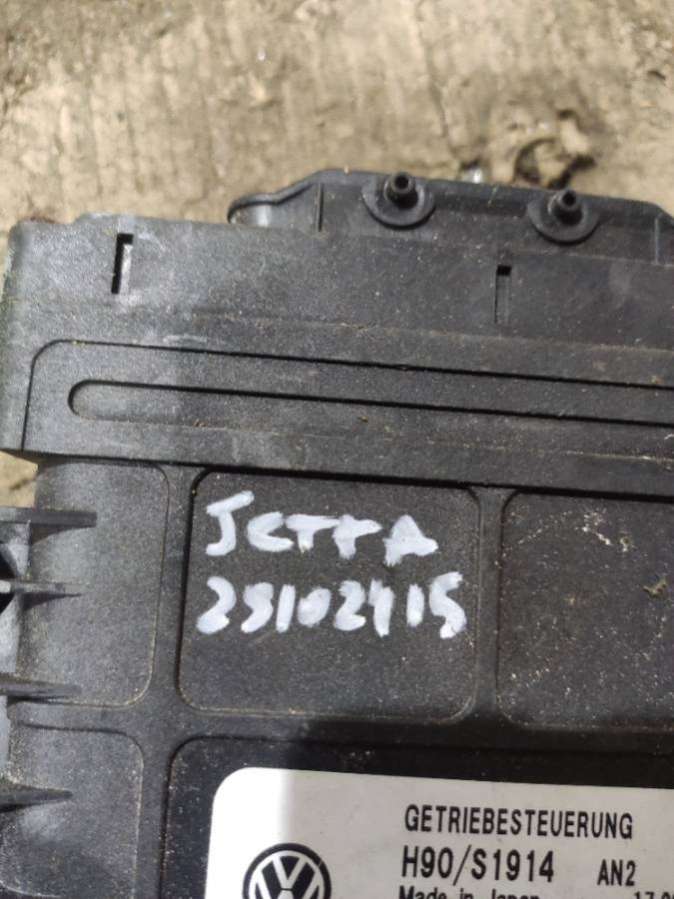 JETTA
25102415
GETRIEBESTEUERUNG
H90/S1914 AN2
Made in Japan